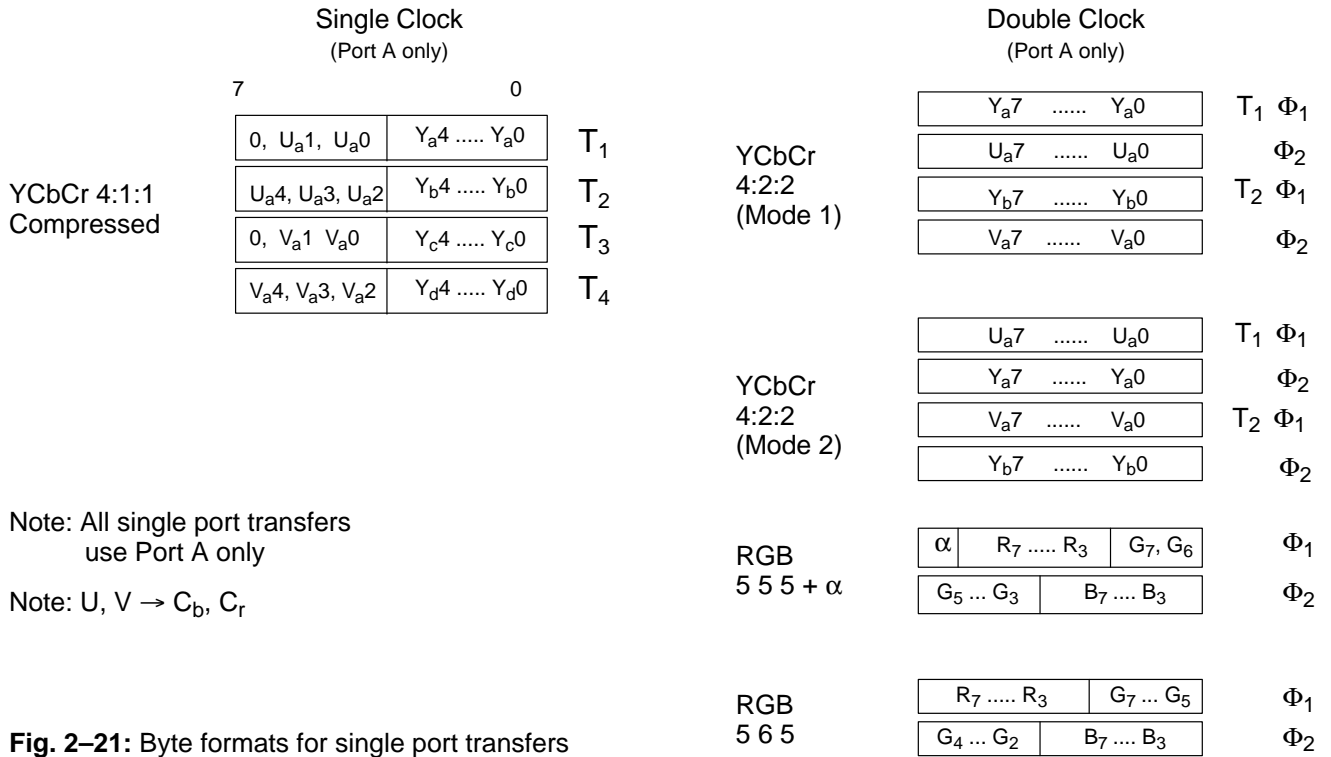 Single Clock
(Port A only)
7 0
YCbCr 4:1:1
Compressed
0, Ua1, Ua0 Ya4 ..... Ya0 T1
Ua4, Ua3, Ua2 Yb4 ..... Yb0 T2
0, Va1 Va0 Yc4 ..... Yc0 T3
Va4, Va3, Va2 Yd4 ..... Yd0 T4
Note: All single port transfers
use Port A only
Note: U, V → Cb, Cr
Double Clock
(Port A only)
YCbCr
4:2:2
(Mode 1)
Ya7 ...... Ya0 T1 Φ1
Ua7 ...... Ua0 Φ2
Yb7 ...... Yb0 T2 Φ1
Va7 ...... Va0 Φ2
YCbCr
4:2:2
(Mode 2)
Ua7 ...... Ua0 T1 Φ1
Ya7 ...... Ya0 Φ2
Va7 ...... Va0 T2 Φ1
Yb7 ...... Yb0 Φ2
RGB
5 5 5 + α
α R7 ..... R3 G7, G6 Φ1
G5 ... G3 B7 .... B3 Φ2
RGB
5 6 5
R7 ..... R3 G7 ... G5 Φ1
G4 ... G2 B7 .... B3 Φ2
Fig. 2–21: Byte formats for single port transfers